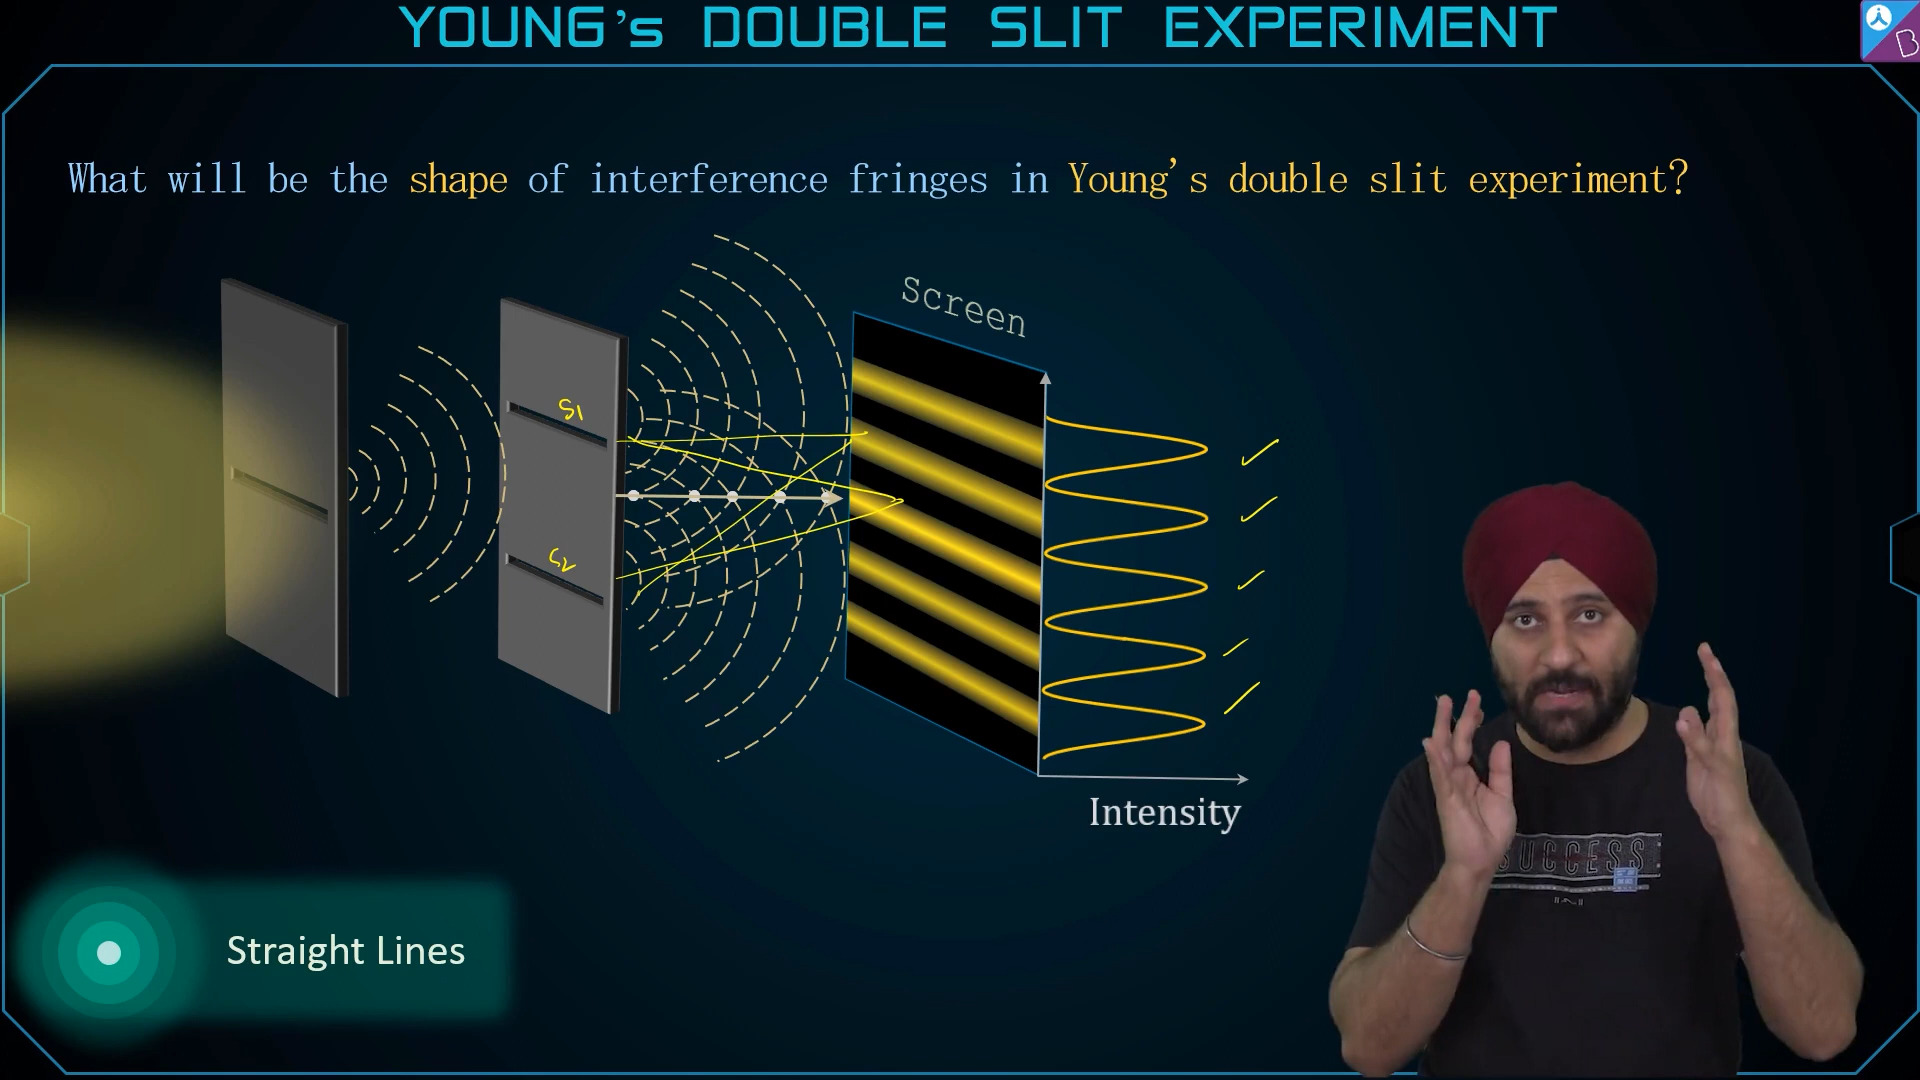 YOUNG's DOUBLE SLIT EXPERIMENT
B
What will be the shape of interference fringes in Young's double slit experiment?
Screen
S1
S2
Intensity
SUCCESS
Straight Lines